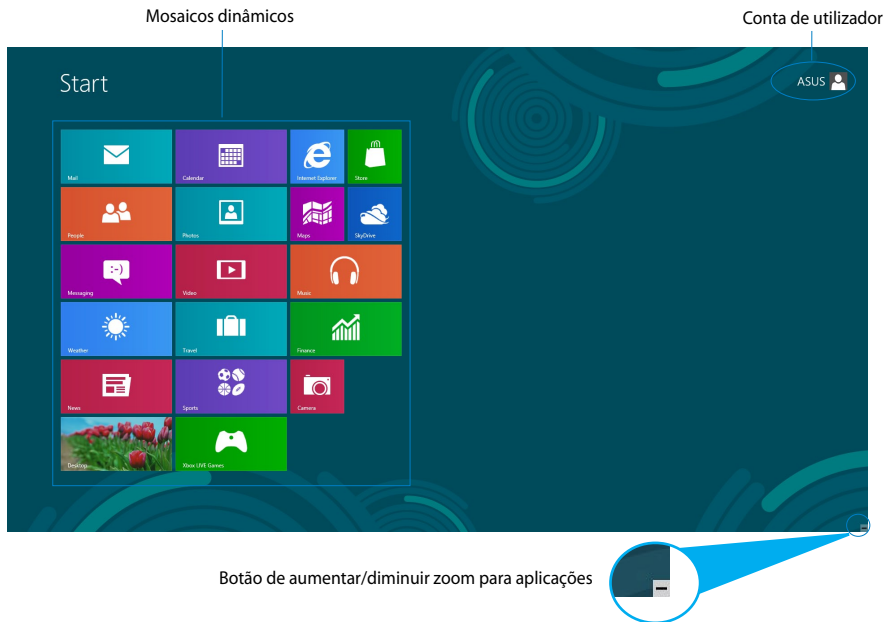 Mosaicos dinâmicos
Conta de utilizador
Start
ASUS
Mail
Calendar
Internet Explorer
Store
People
Photos
Maps
SkyDrive
Messaging
Video
Music
Weather
Travel
Finance
News
Sports
Camera
Desktop
Xbox LIVE Games
Botão de aumentar/diminuir zoom para aplicações